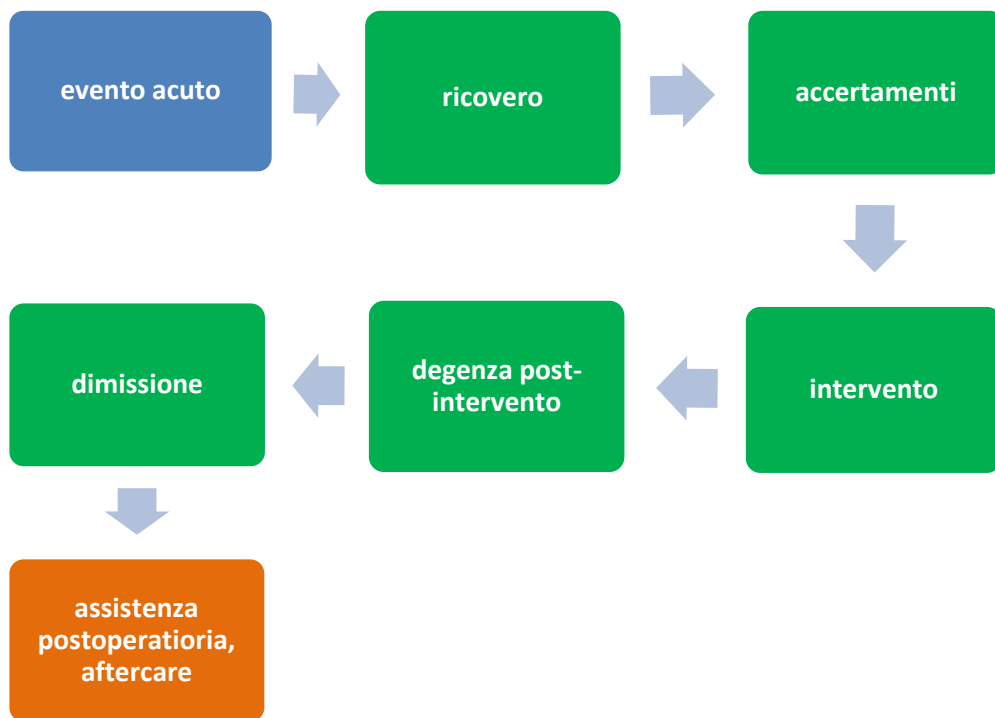 evento acuto
ricovero
accertamenti
intervento
degenza post-
intervento
dimissione
assistenza
postoperatioria,
aftercare